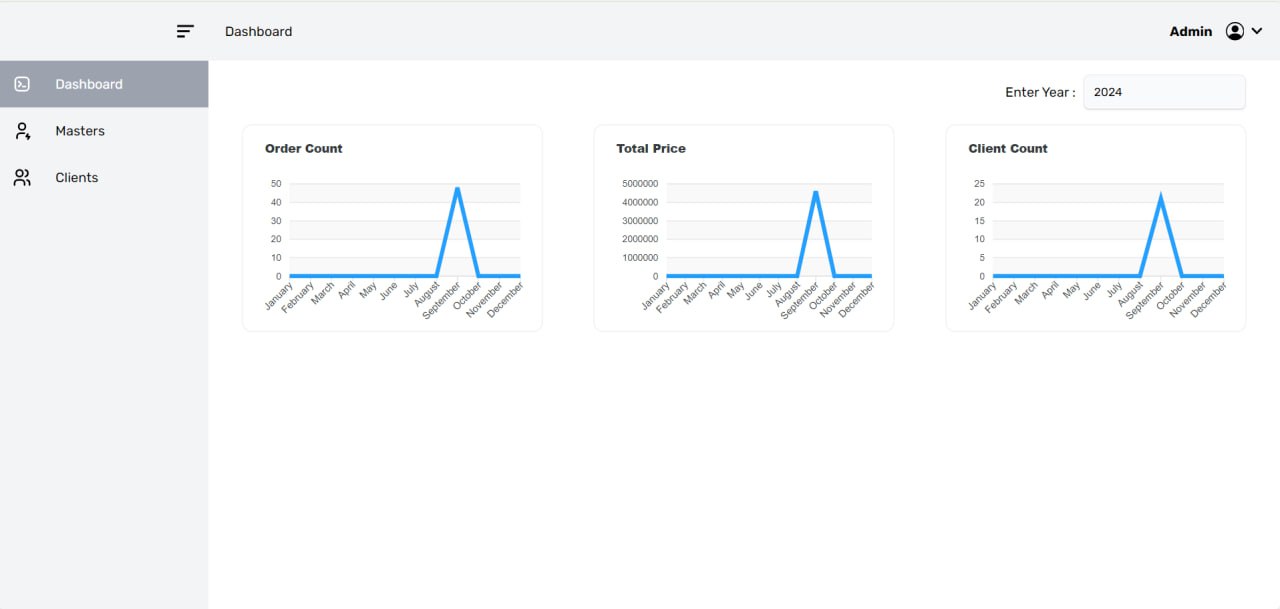 Dashboard
Admin
Dashboard
Masters
Clients
Enter Year :
2024
Order Count
50
40
30
20
10
0
January
February
March
April
May
June
July
August
September
October
November
December
Total Price
5000000
4000000
3000000
2000000
1000000
0
January
February
March
April
May
June
July
August
September
October
November
December
Client Count
25
20
15
10
5
0
January
February
March
April
May
June
July
August
September
October
November
December